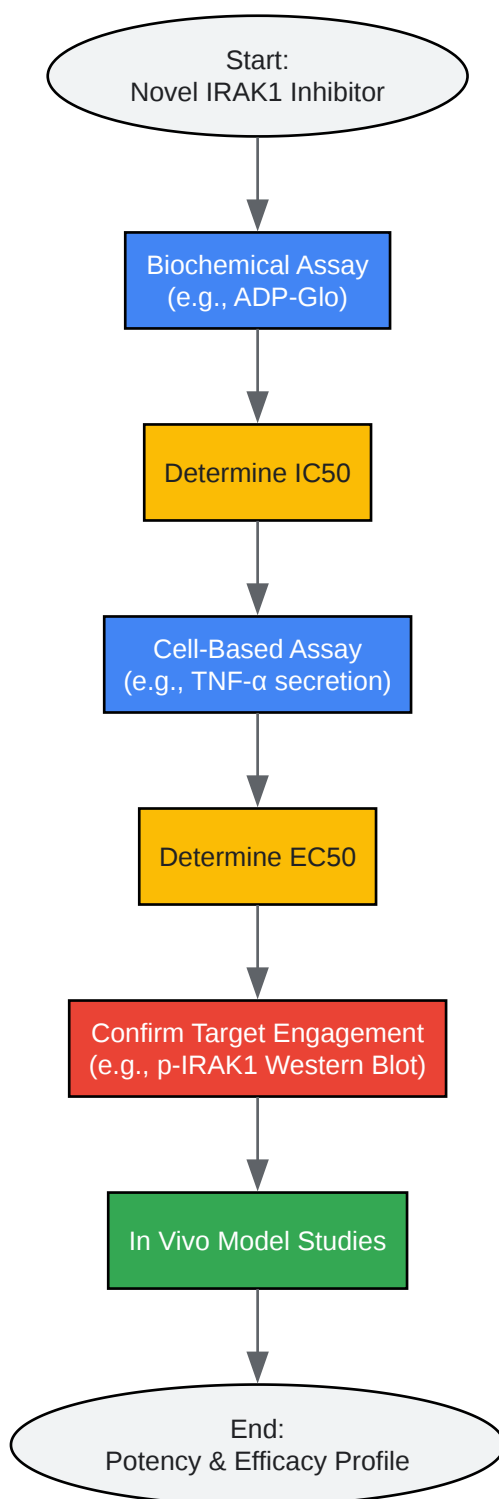 Start:
Novel IRAK1 Inhibitor
Biochemical Assay
(e.g., ADP-Glo)
Determine IC50
Cell-Based Assay
(e.g., TNF-α secretion)
Determine EC50
Confirm Target Engagement
(e.g., p-IRAK1 Western Blot)
In Vivo Model Studies
End:
Potency & Efficacy Profile